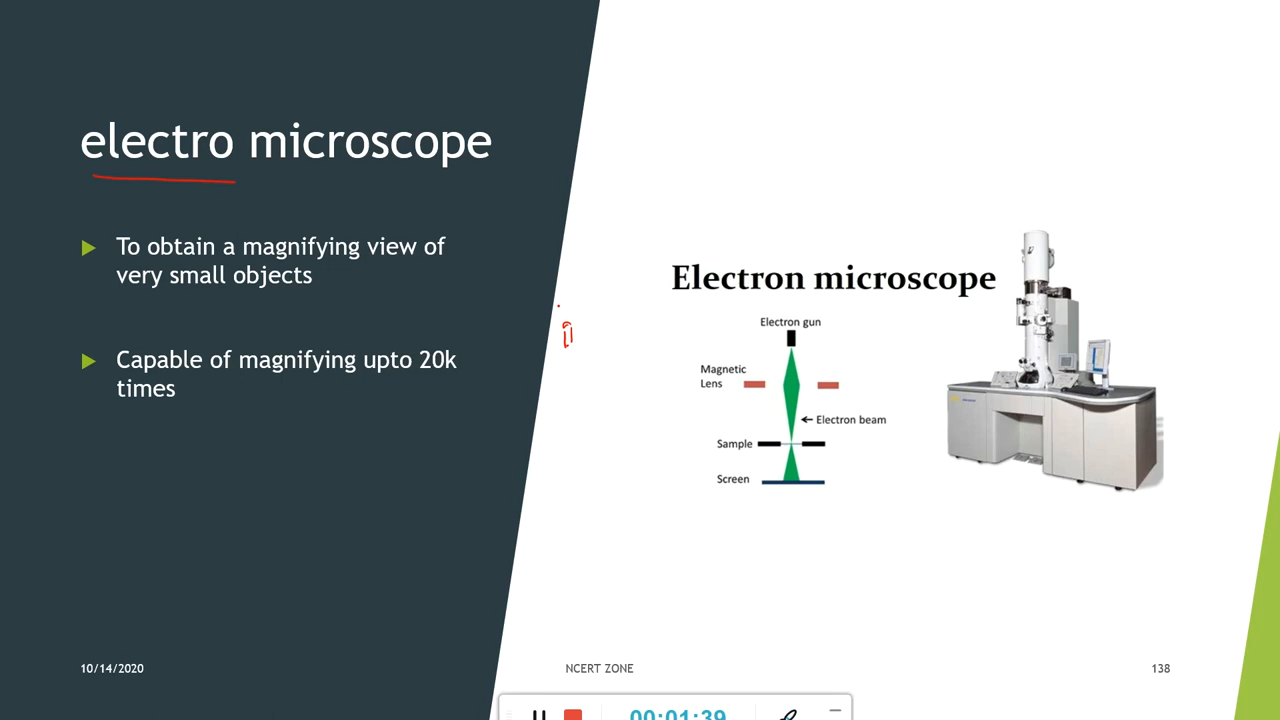 electro microscope
To obtain a magnifying view of
very small objects
Capable of magnifying upto 20k
times
Electron microscope
Electron gun
Magnetic
Lens
Electron beam
Sample
Screen
10/14/2020
NCERT ZONE
138
00:01:39